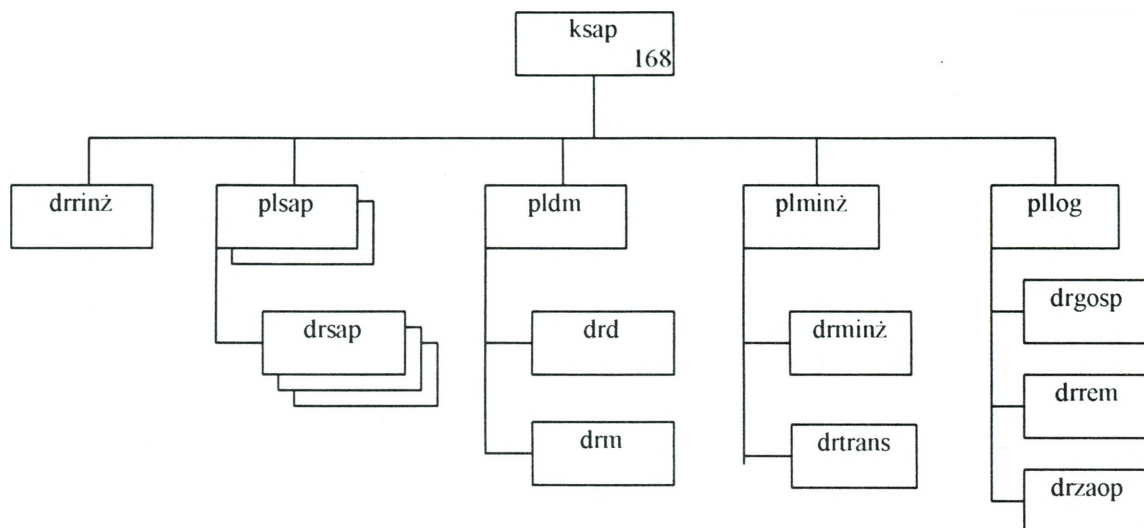 ksap
168
drrinż
plsap
pldm
plminż
pllog
drgosp
drsap
drd
drminż
drrem
drm
drtrans
drzaop